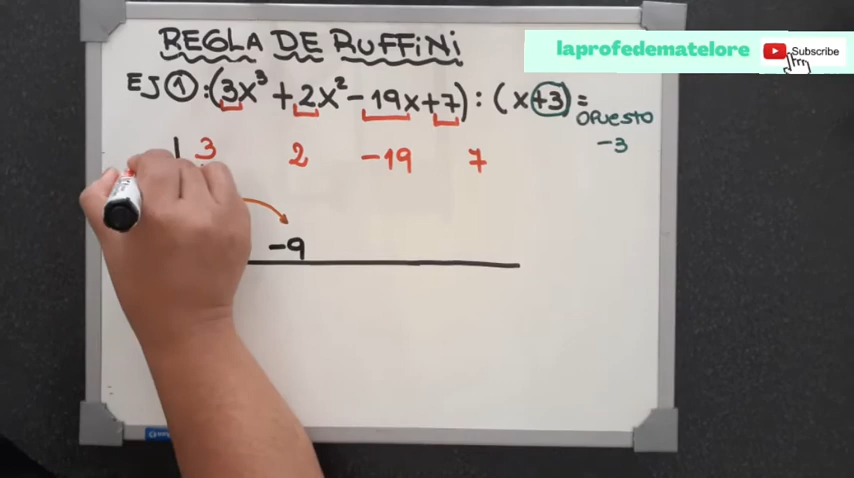 REGLA DE RUFFiNi
laprofedematelore
Subscribe
EJ ①:(3x³+2x²-19x+7):(x+3)=
OPUESTO
-3
3 2 -19 7
-9